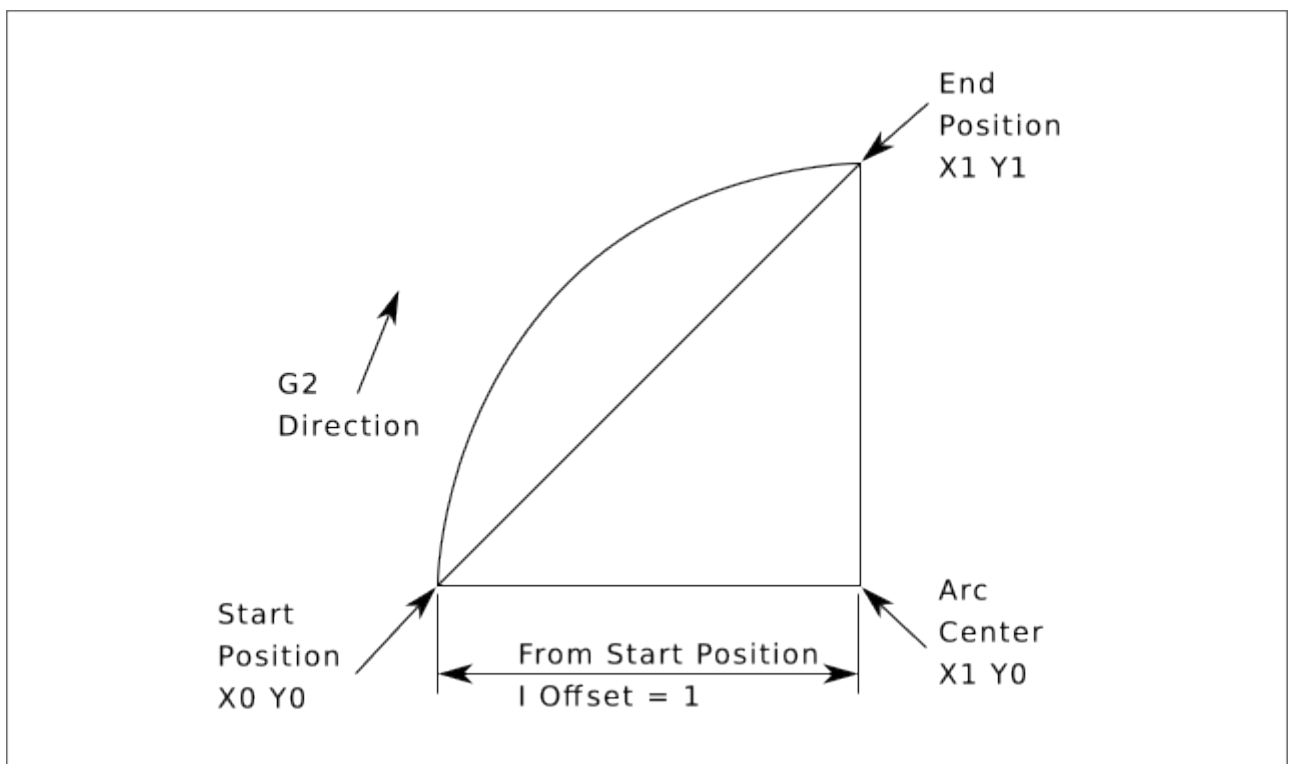 End
Position
X1 Y1
G2
Direction
Start
Position
X0 Y0
From Start Position
I Offset = 1
Arc
Center
X1 Y0